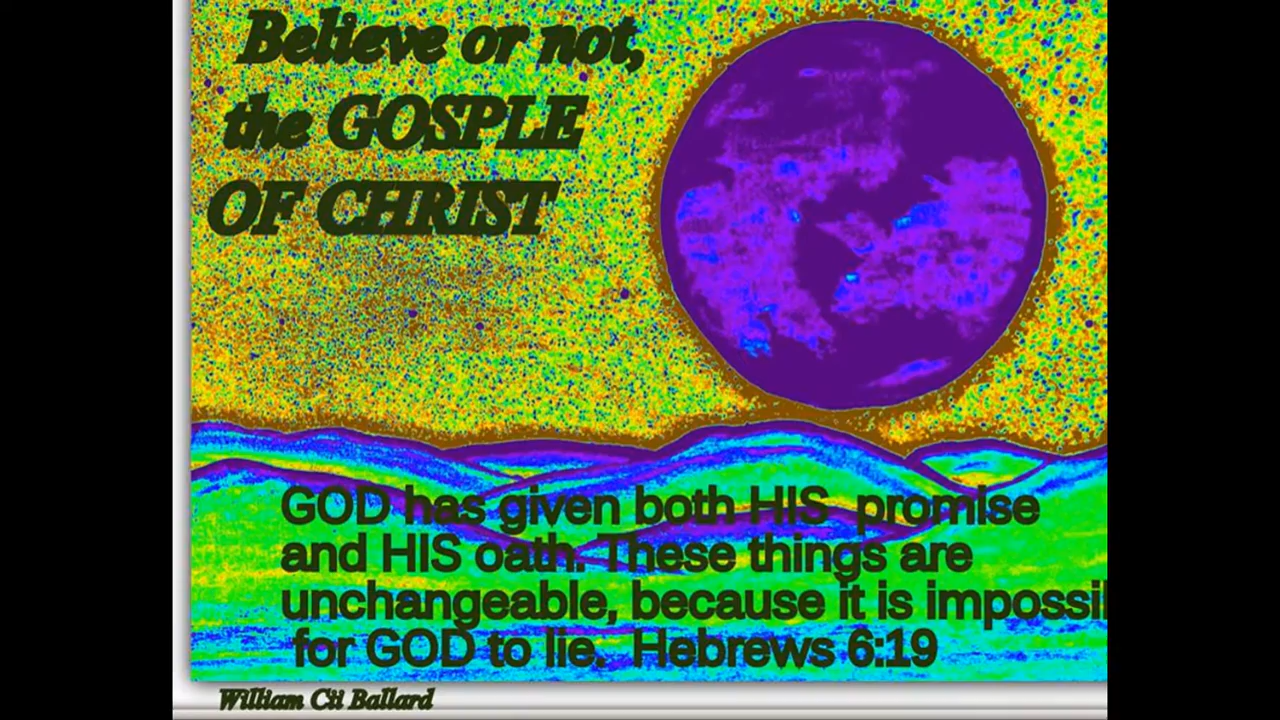 Believe or not,
the GOSPLE
OF CHRIST
GOD has given both HIS promise
and HIS oath. These things are
unchangeable, because it is impossil
for GOD to lie. Hebrews 6:19
William Cii Ballard